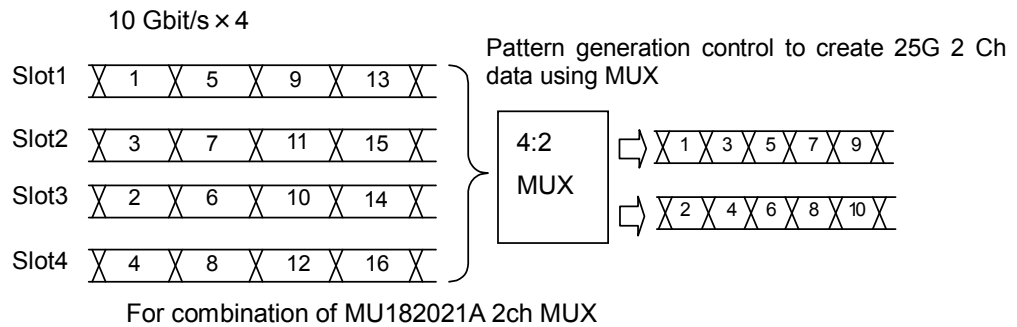 10 Gbit/s × 4
Pattern generation control to create 25G 2 Ch
data using MUX
Slot1 1 5 9 13
Slot2 3 7 11 15
Slot3 2 6 10 14
Slot4 4 8 12 16
4:2
MUX
1 3 5 7 9
2 4 6 8 10
For combination of MU182021A 2ch MUX